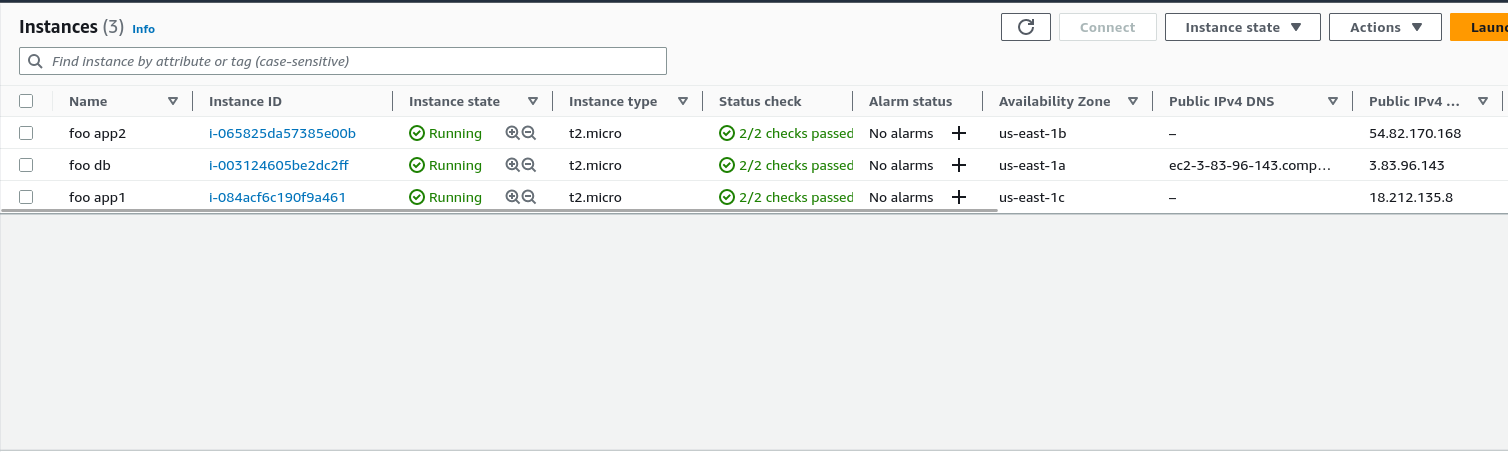 Instances (3) Info
Connect Instance state Actions Laun
Find instance by attribute or tag (case-sensitive)
Name Instance ID Instance state Instance type Status check Alarm status Availability Zone Public IPv4 DNS Public IPv4 ...
foo app2 i-065825da57385e00b Running t2.micro 2/2 checks passed No alarms + us-east-1b – 54.82.170.168
foo db i-003124605be2dc2ff Running t2.micro 2/2 checks passed No alarms + us-east-1a ec2-3-83-96-143.comp... 3.83.96.143
foo app1 i-084acf6c190f9a461 Running t2.micro 2/2 checks passed No alarms + us-east-1c – 18.212.135.8